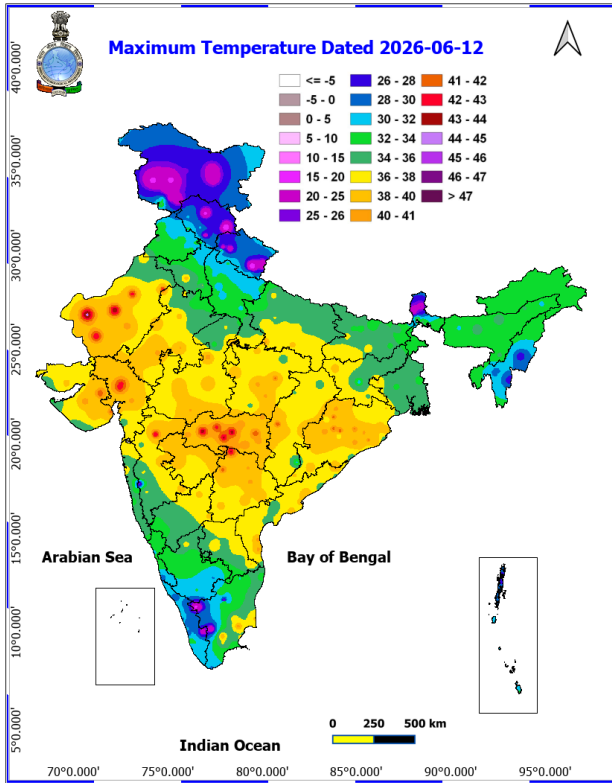 Maximum Temperature Dated 2026-06-12
<= -5
-5 - 0
0 - 5
5 - 10
10 - 15
15 - 20
20 - 25
25 - 26
26 - 28
28 - 30
30 - 32
32 - 34
34 - 36
36 - 38
38 - 40
40 - 41
41 - 42
42 - 43
43 - 44
44 - 45
45 - 46
46 - 47
> 47
40°0.000'
35°0.000'
30°0.000'
25°0.000'
20°0.000'
15°0.000'
10°0.000'
5°0.000'
Arabian Sea
Bay of Bengal
Indian Ocean
0 250 500 km
70°0.000' 75°0.000' 80°0.000' 85°0.000' 90°0.000' 95°0.000'